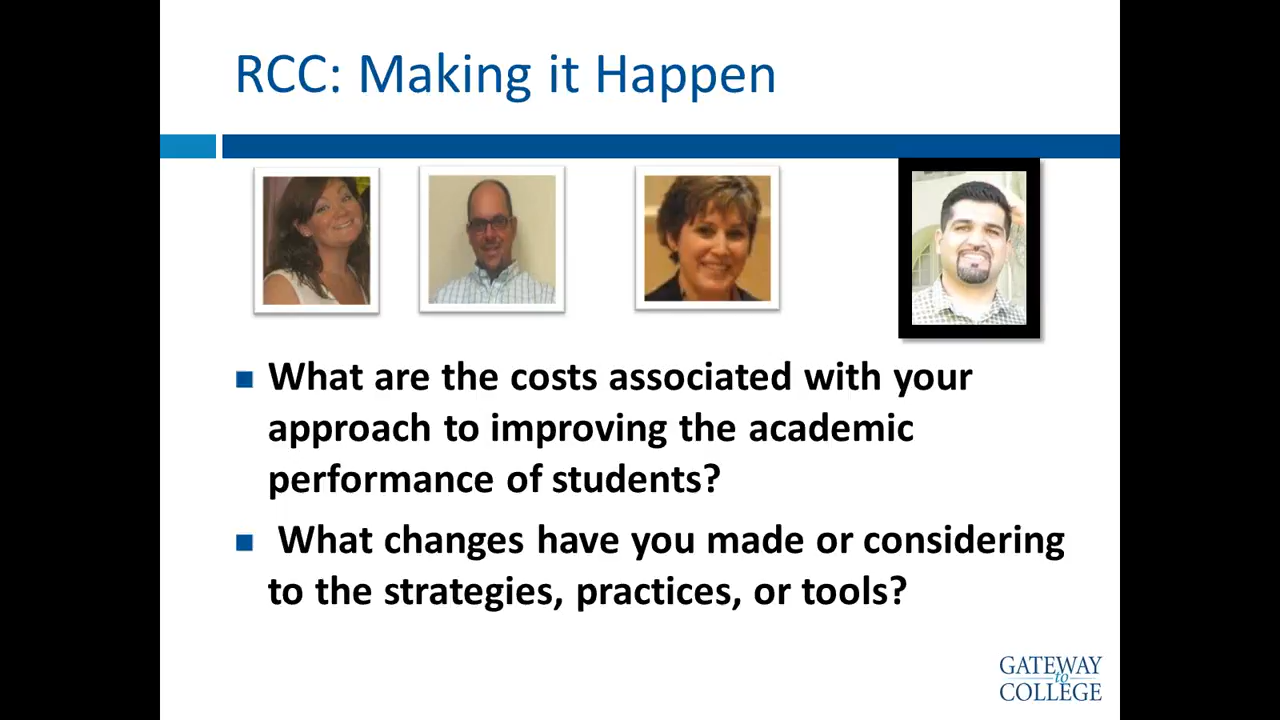 RCC: Making it Happen
What are the costs associated with your
approach to improving the academic
performance of students?
What changes have you made or considering
to the strategies, practices, or tools?
GATEWAY
to
COLLEGE